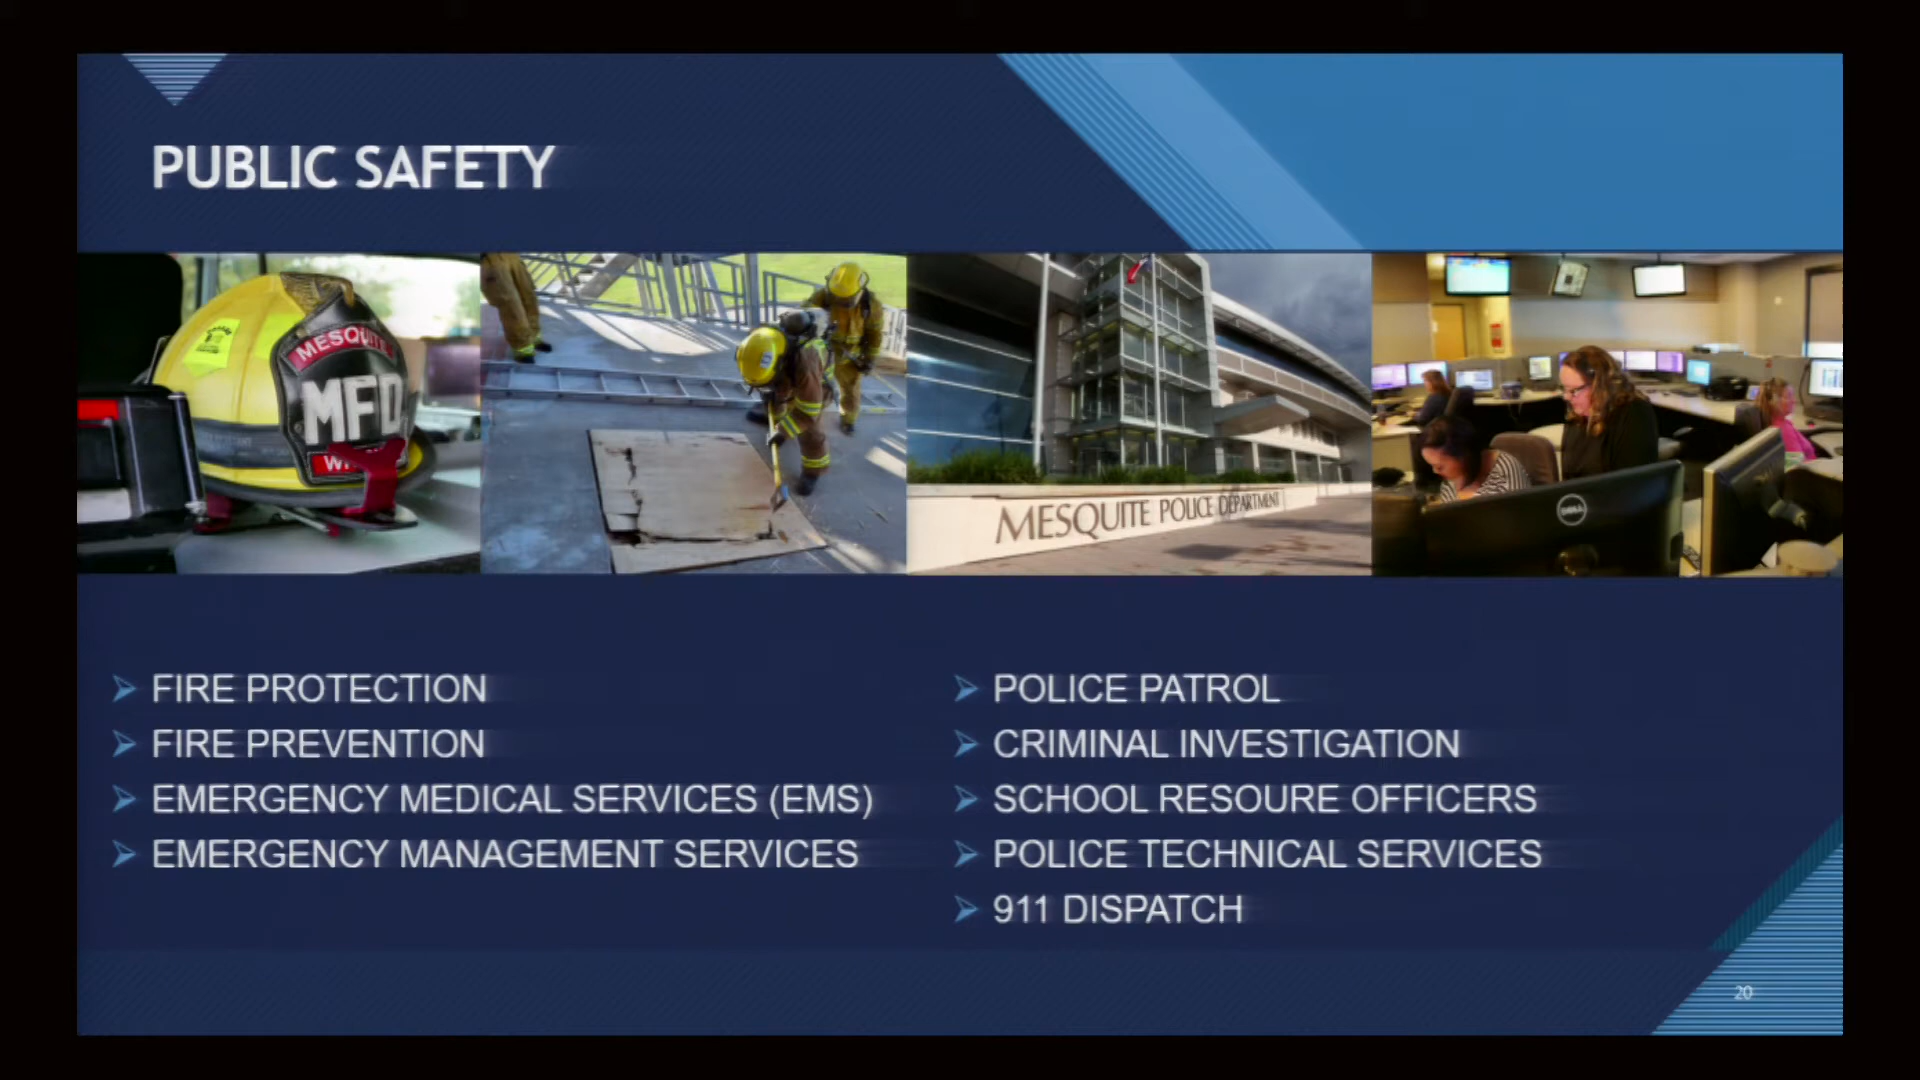 PUBLIC SAFETY
MESQUITE
MFD
MESQUITE POLICE DEPARTMENT
DELL
FIRE PROTECTION
FIRE PREVENTION
EMERGENCY MEDICAL SERVICES (EMS)
EMERGENCY MANAGEMENT SERVICES
POLICE PATROL
CRIMINAL INVESTIGATION
SCHOOL RESOURE OFFICERS
POLICE TECHNICAL SERVICES
911 DISPATCH
20